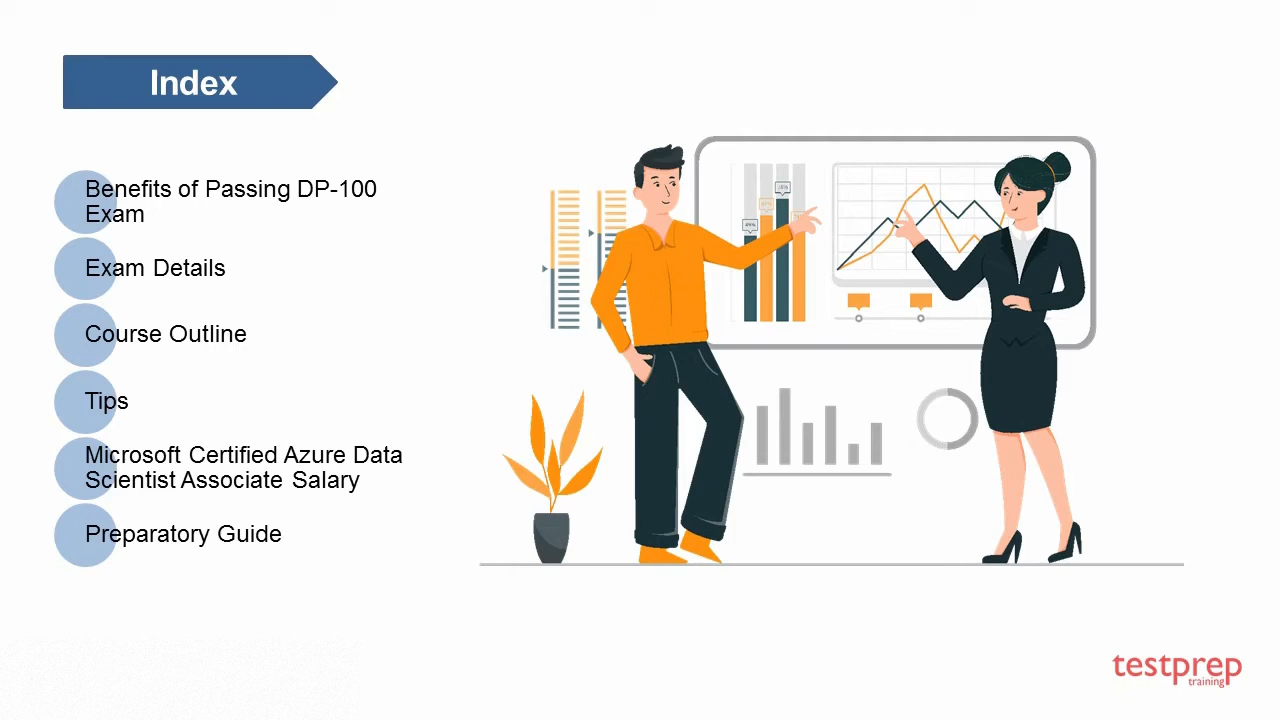 Index
Benefits of Passing DP-100
Exam
Exam Details
Course Outline
Tips
Microsoft Certified Azure Data
Scientist Associate Salary
Preparatory Guide
testprep
training